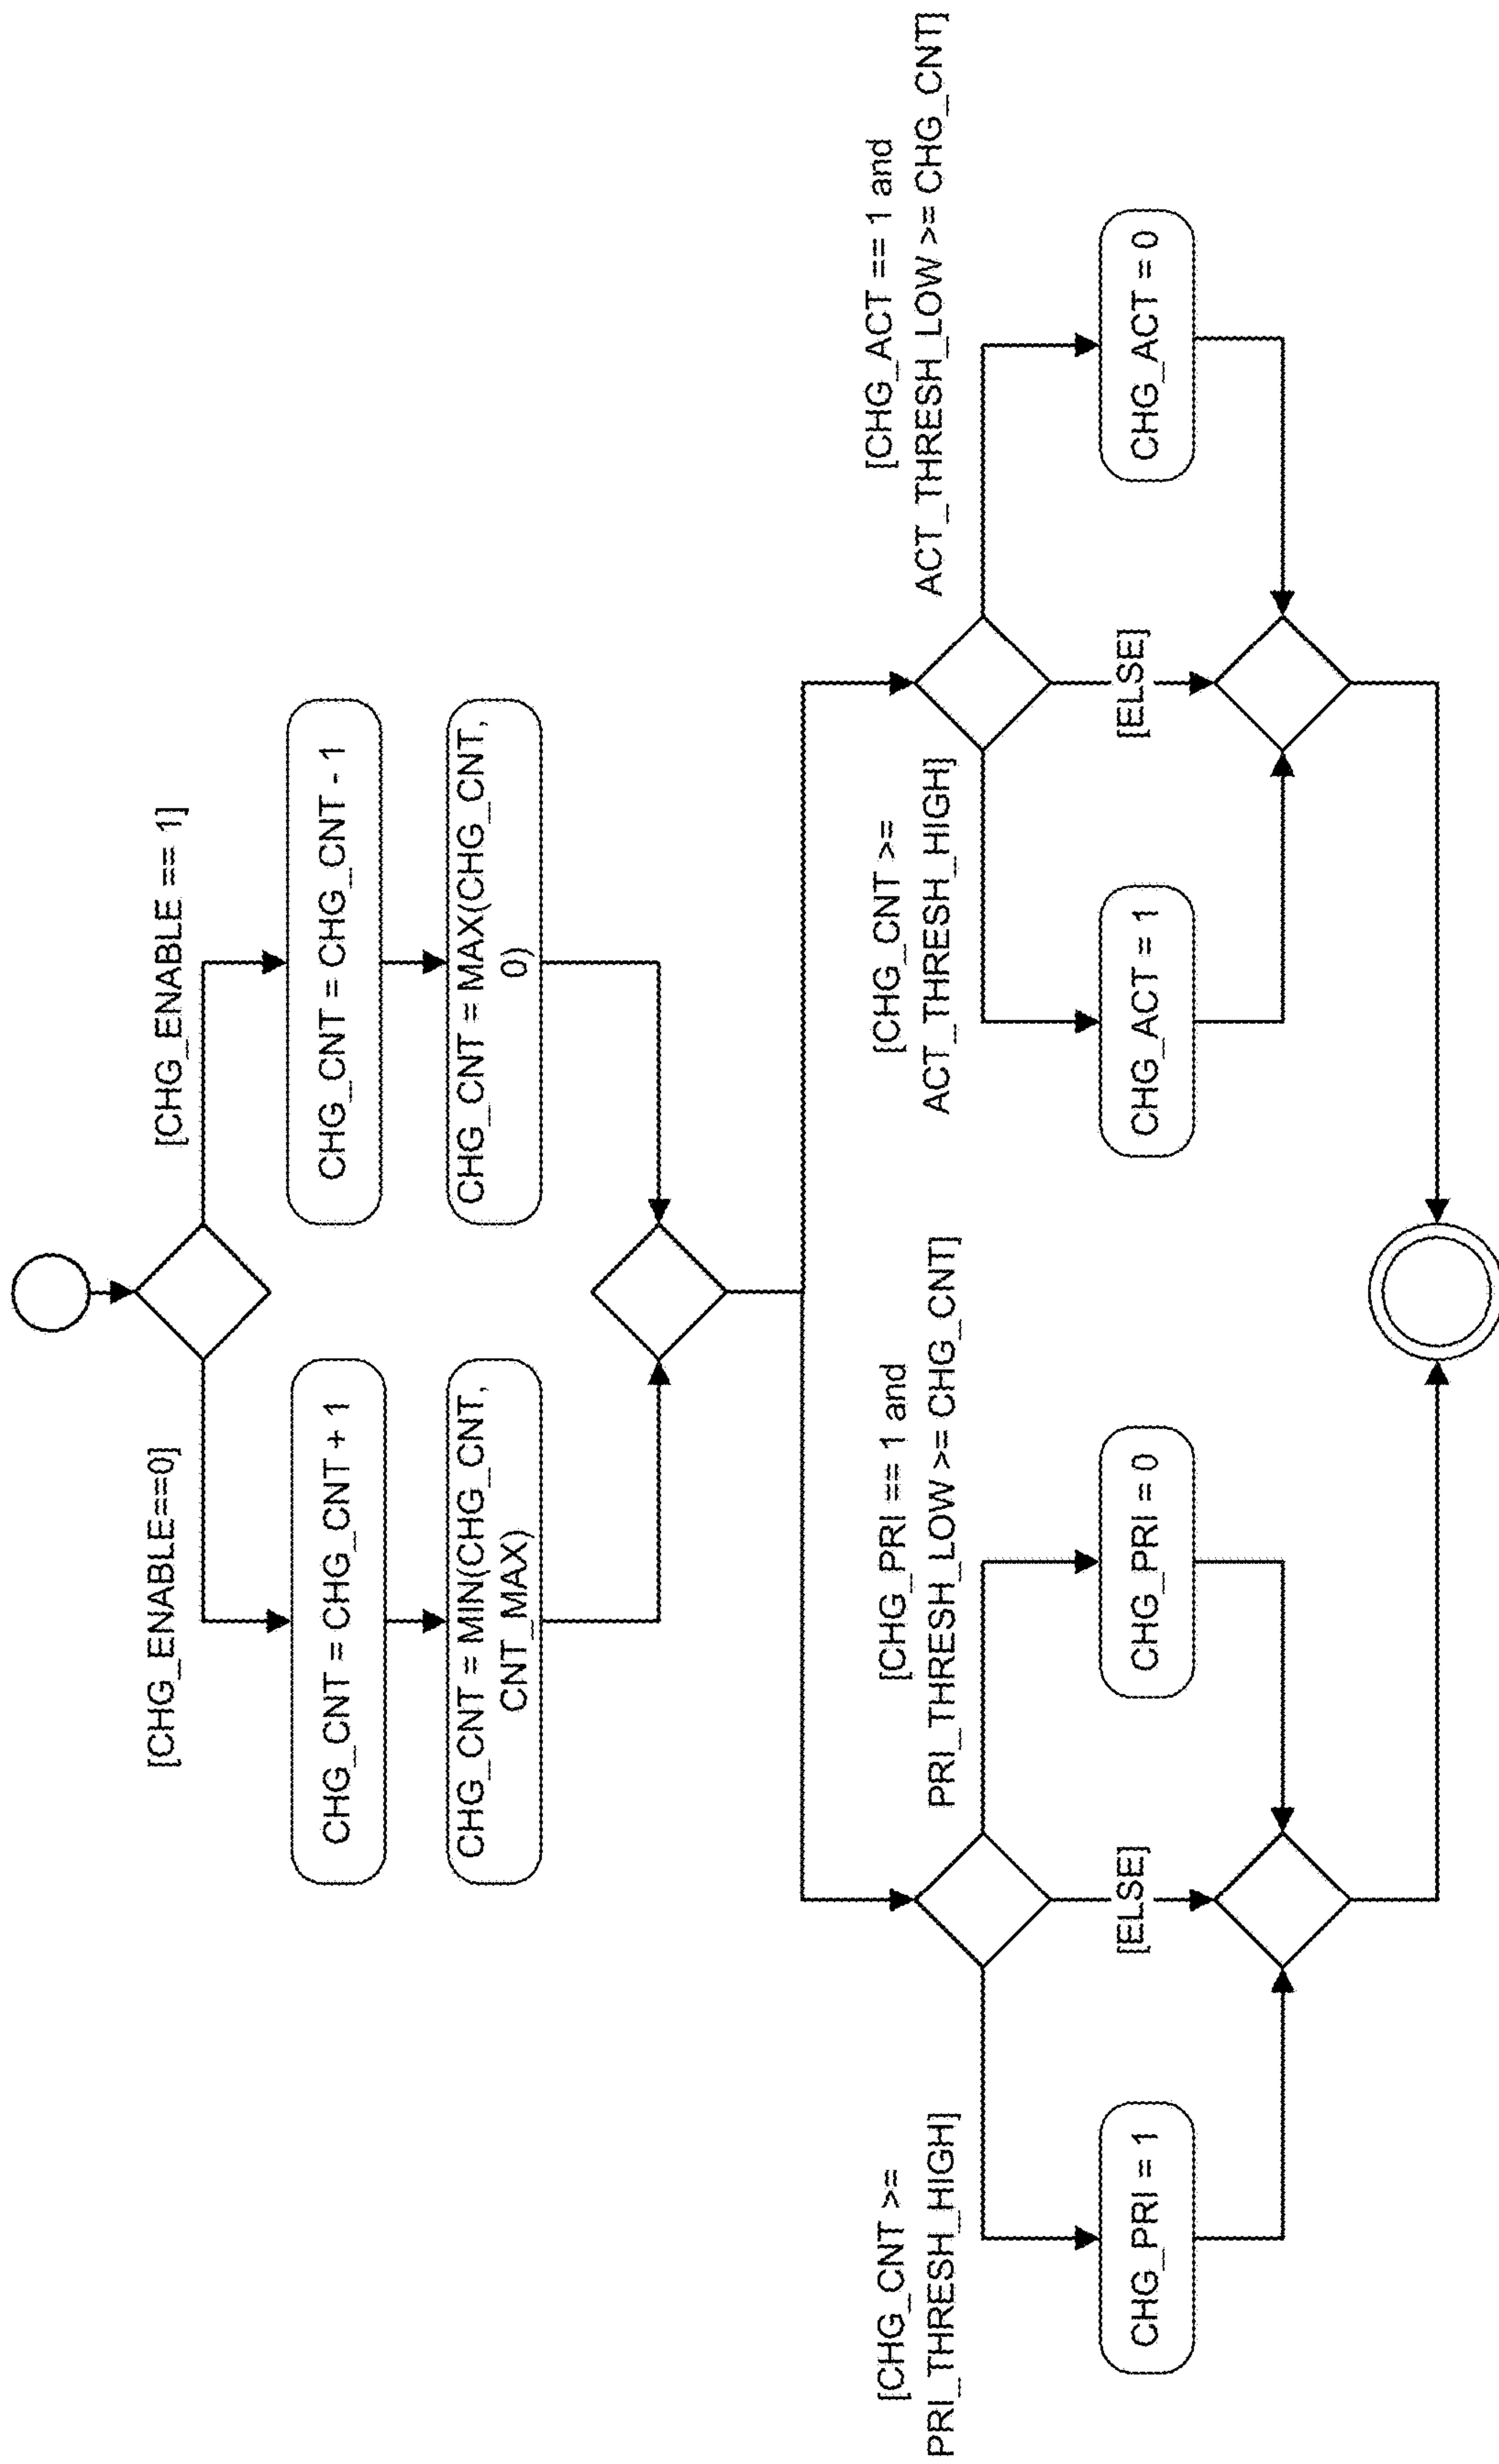 [CHG_ENABLE==0]
[CHG_ENABLE == 1]
CHG_CNT = CHG_CNT + 1
CHG_CNT = CHG_CNT - 1
CHG_CNT = MIN(CHG_CNT,
CNT_MAX)
CHG_CNT = MAX(CHG_CNT,
0)
[CHG_CNT >=
PRI_THRESH_HIGH]
[CHG_PRI == 1 and
PRI_THRESH_LOW >= CHG_CNT]
[CHG_CNT >=
ACT_THRESH_HIGH]
[CHG_ACT == 1 and
ACT_THRESH_LOW >= CHG_CNT]
CHG_PRI = 1
[ELSE]
CHG_PRI = 0
CHG_ACT = 1
[ELSE]
CHG_ACT = 0